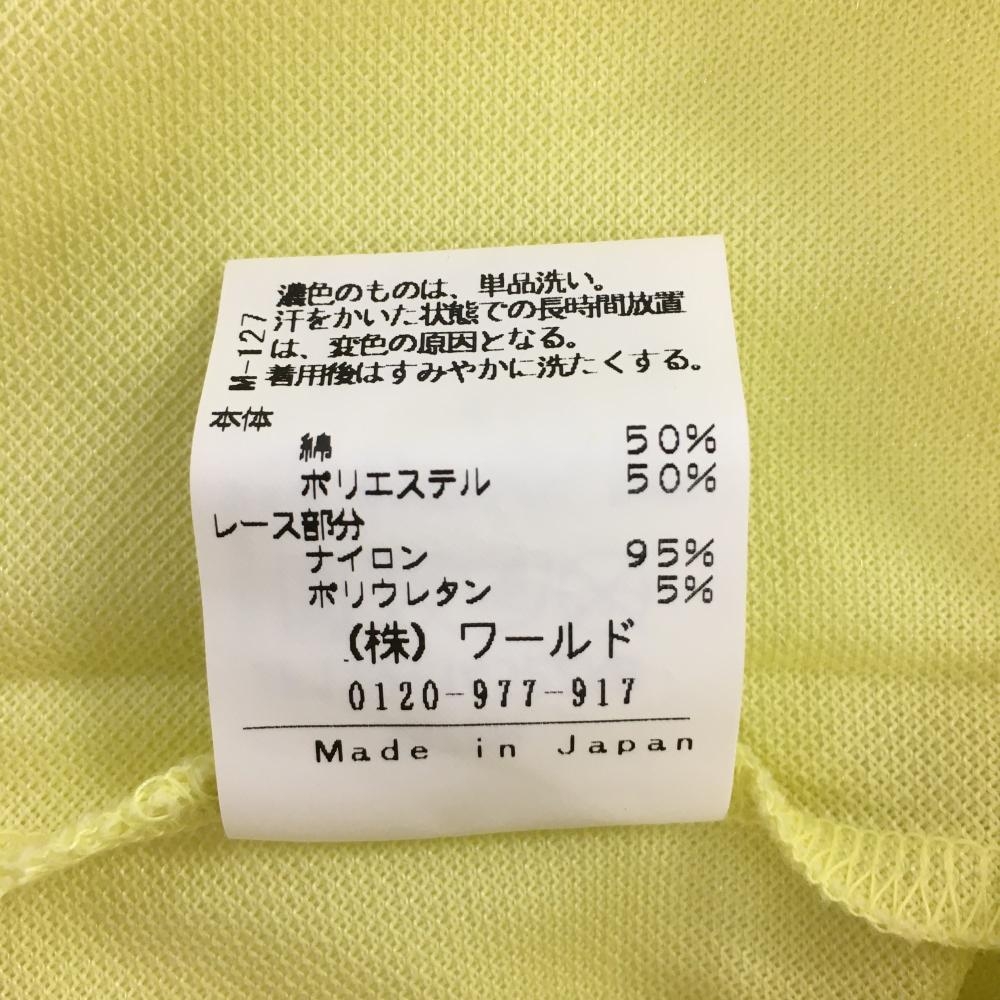 濃色のものは、単品洗い。
汗をかいた状態での長時間放置
は、変色の原因となる。
着用後はすみやかに洗たくする。
M-127
本体
綿 50%
ポリエステル 50%
レース部分
ナイロン 95%
ポリウレタン 5%
(株) ワールド
0120-977-917
Made in Japan